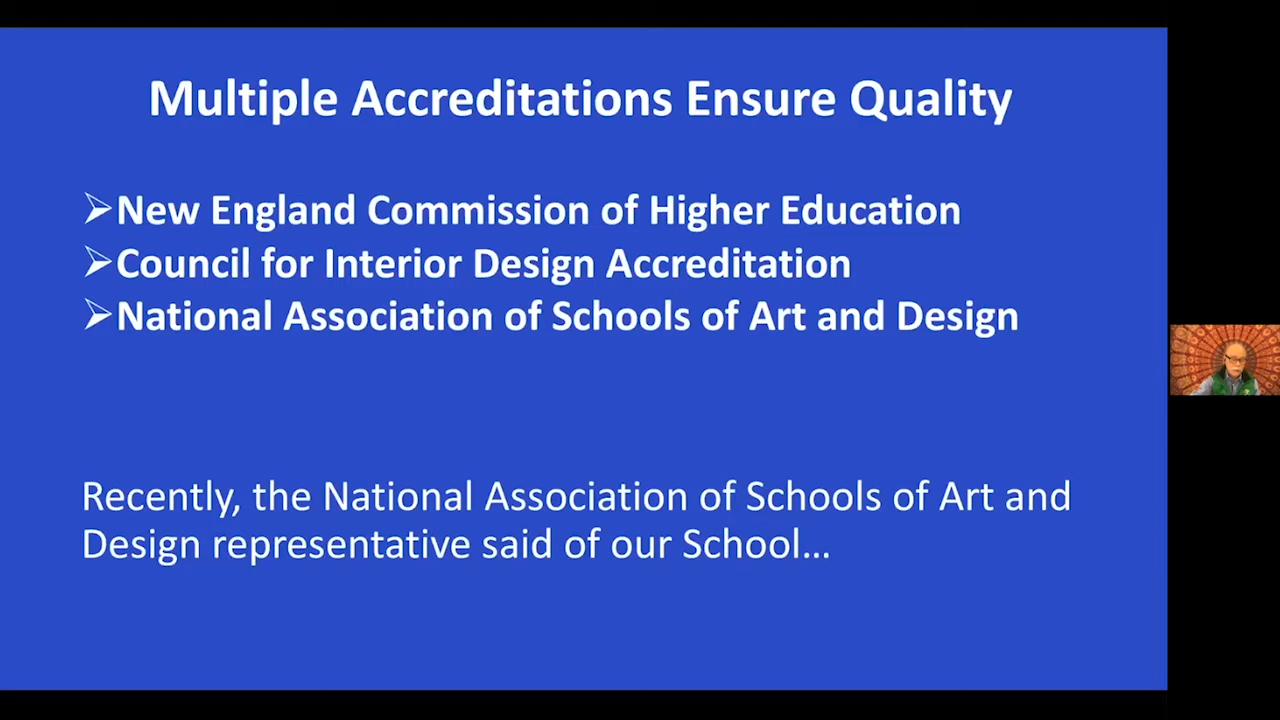 Multiple Accreditations Ensure Quality
➢New England Commission of Higher Education
➢Council for Interior Design Accreditation
➢National Association of Schools of Art and Design
Recently, the National Association of Schools of Art and
Design representative said of our School…